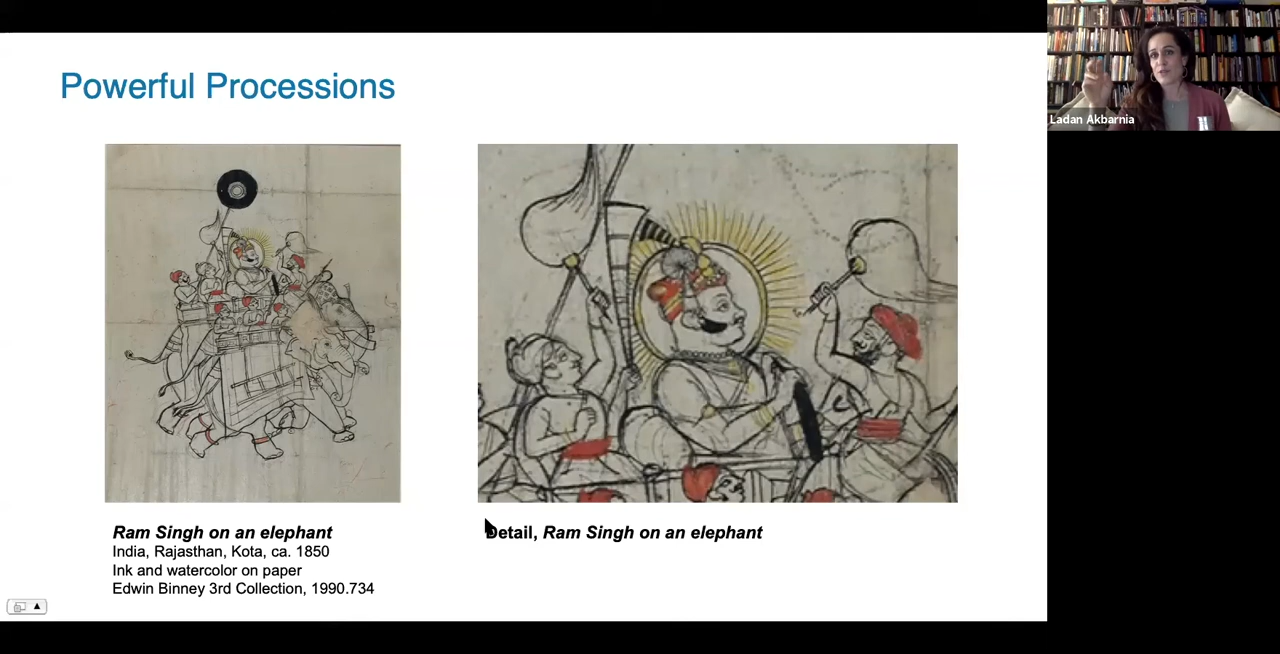 Powerful Processions
Ladan Akbarnia
Ram Singh on an elephant
India, Rajasthan, Kota, ca. 1850
Ink and watercolor on paper
Edwin Binney 3rd Collection, 1990.734
Detail, Ram Singh on an elephant